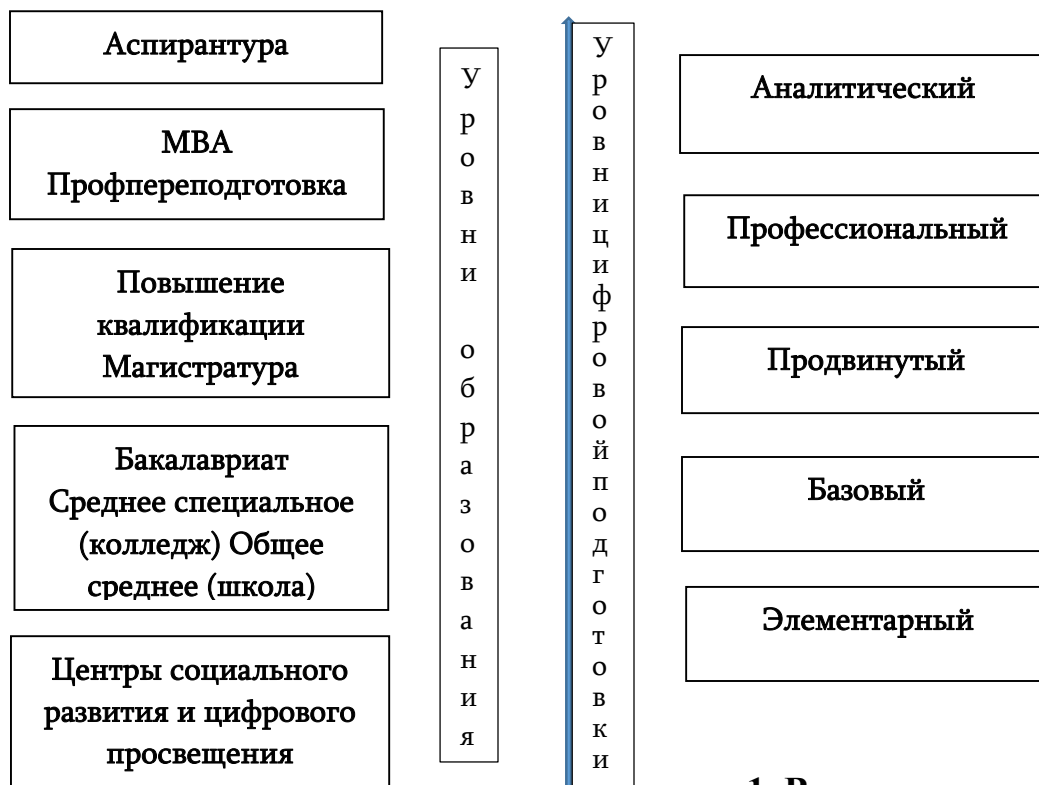 Аспирантура
МВА
Профпереподготовка
Повышение
квалификации
Магистратура
Бакалавриат
Среднее специальное
(колледж) Общее
среднее (школа)
Центры социального
развития и цифрового
просвещения
Уровни образования
Уровни цифровой подготовки
Аналитический
Профессиональный
Продвинутый
Базовый
Элементарный